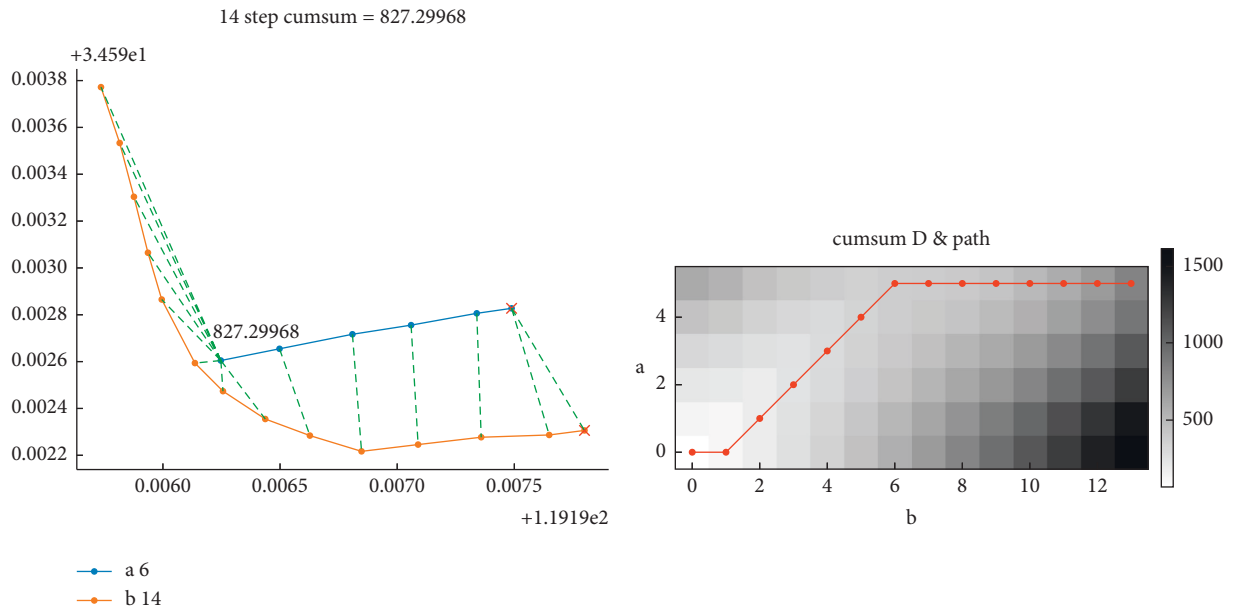 14 step cumsum = 827.29968
+3.459e1
0.0038
0.0036
0.0034
0.0032
0.0030
0.0028
0.0026
0.0024
0.0022
827.29968
0.0060 0.0065 0.0070 0.0075
+1.1919e2
a 6
b 14
cumsum D & path
a
4
2
0
0 2 4 6 8 10 12
b
1500
1000
500